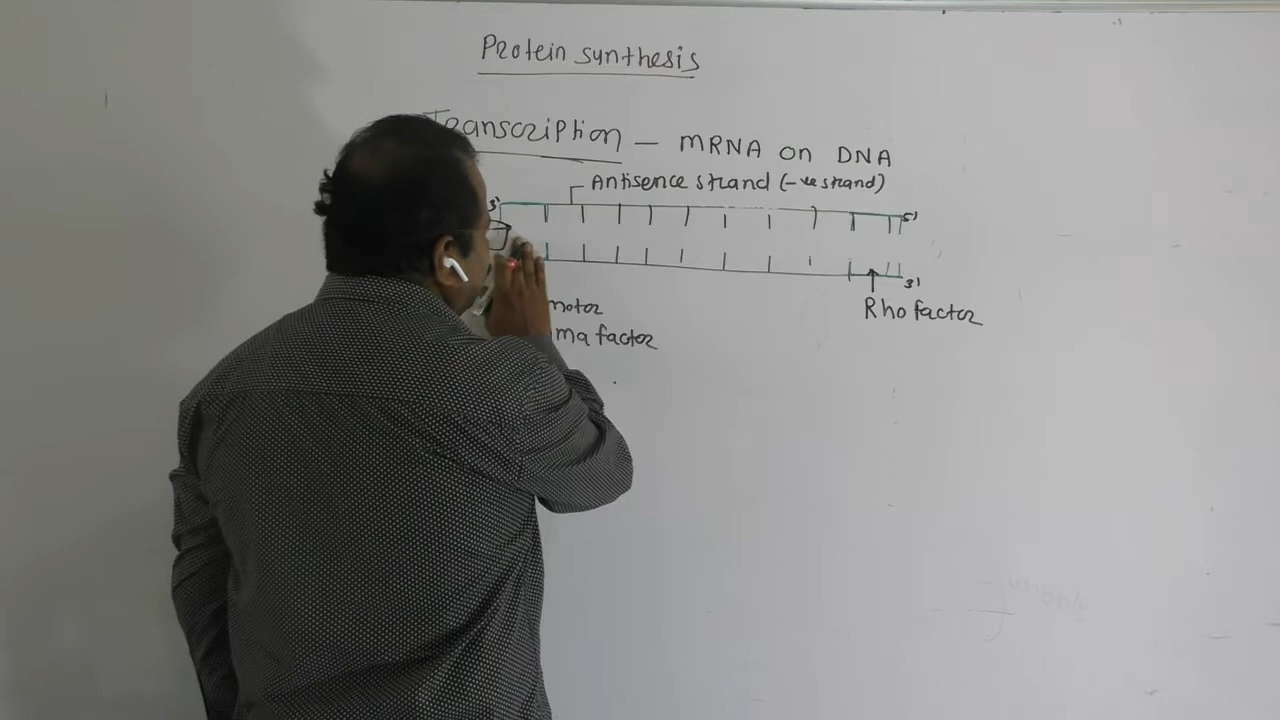 Protein synthesis
Transcription — mRNA on DNA
Antisence strand (-ve strand)
3' 5'
3'
motor
ma factor
Rho factor